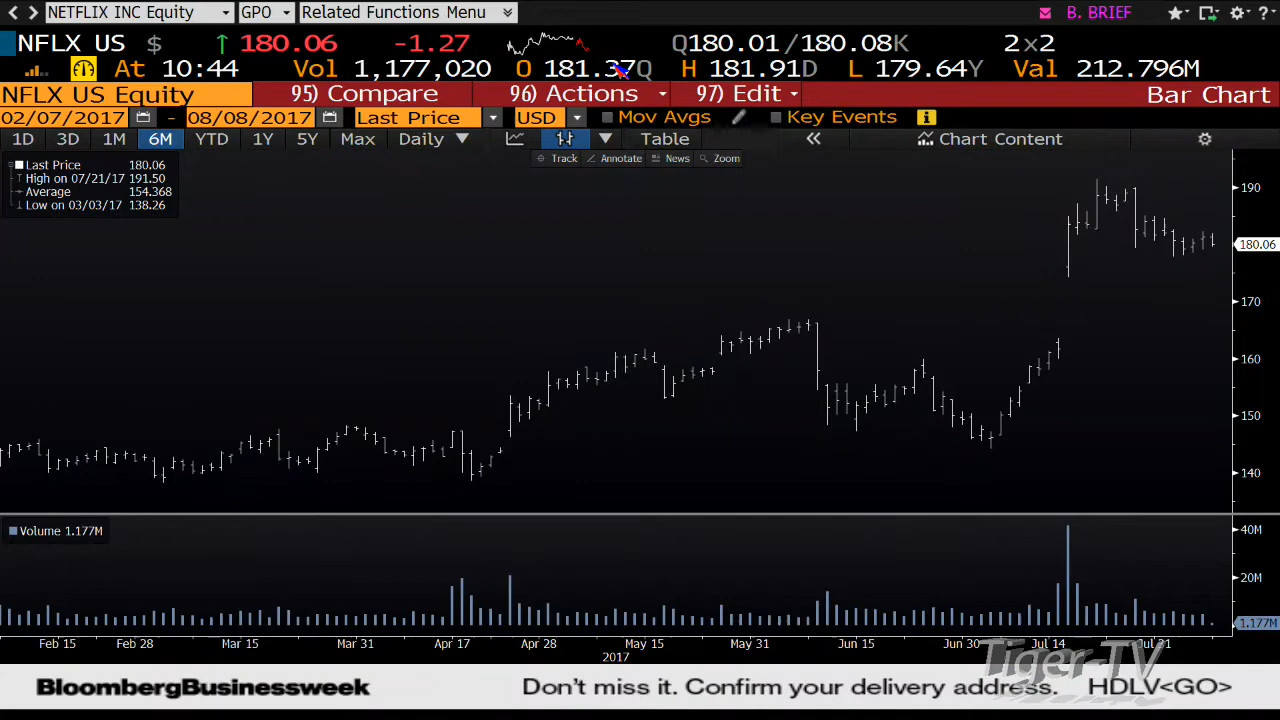 NETFLIX INC Equity GPO Related Functions Menu B. BRIEF
NFLX US $ ↑ 180.06 -1.27 Q180.01/180.08K 2×2
At 10:44 Vol 1,177,020 O 181.37Q H 181.91D L 179.64Y Val 212.796M
NFLX US Equity 95) Compare 96) Actions 97) Edit Bar Chart
02/07/2017 - 08/08/2017 Last Price USD Mov Avgs Key Events
1D 3D 1M 6M YTD 1Y 5Y Max Daily ▼ Table « Chart Content
Track Annotate News Zoom
Last Price 180.06
High on 07/21/17 191.50
Average 154.368
Low on 03/03/17 138.26
190
180.06
170
160
150
140
Volume 1.177M
40M
20M
1.177M
Feb 15 Feb 28 Mar 15 Mar 31 Apr 17 Apr 28 May 15 May 31 Jun 15 Jun 30 Jul 14 Jul 31
2017
Tiger-TV
BloombergBusinessweek Don't miss it. Confirm your delivery address. HDLV<GO>